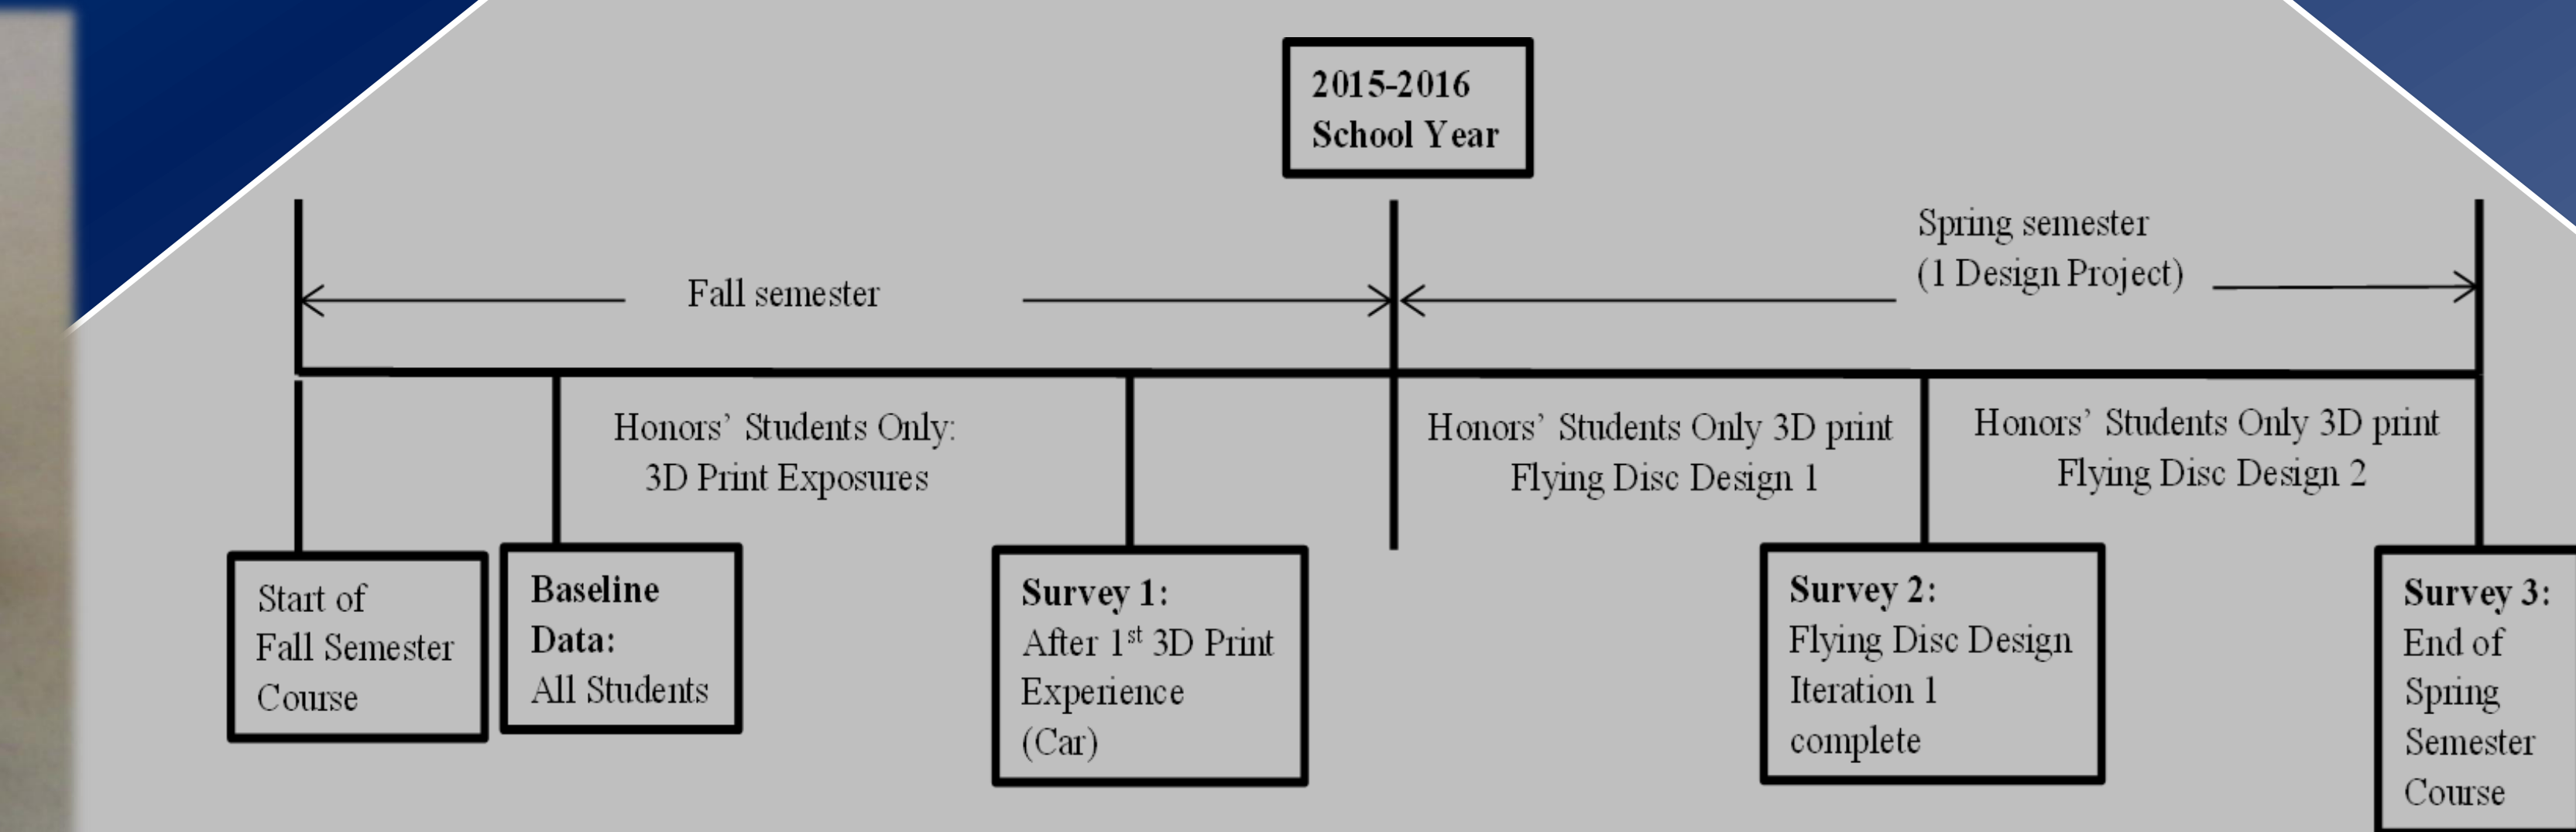 2015-2016
School Year
Fall semester
Spring semester
(1 Design Project)
Honors’ Students Only:
3D Print Exposures
Honors’ Students Only 3D print
Flying Disc Design 1
Honors’ Students Only 3D print
Flying Disc Design 2
Start of
Fall Semester
Course
Baseline
Data:
All Students
Survey 1:
After 1st 3D Print
Experience
(Car)
Survey 2:
Flying Disc Design
Iteration 1
complete
Survey 3:
End of
Spring
Semester
Course